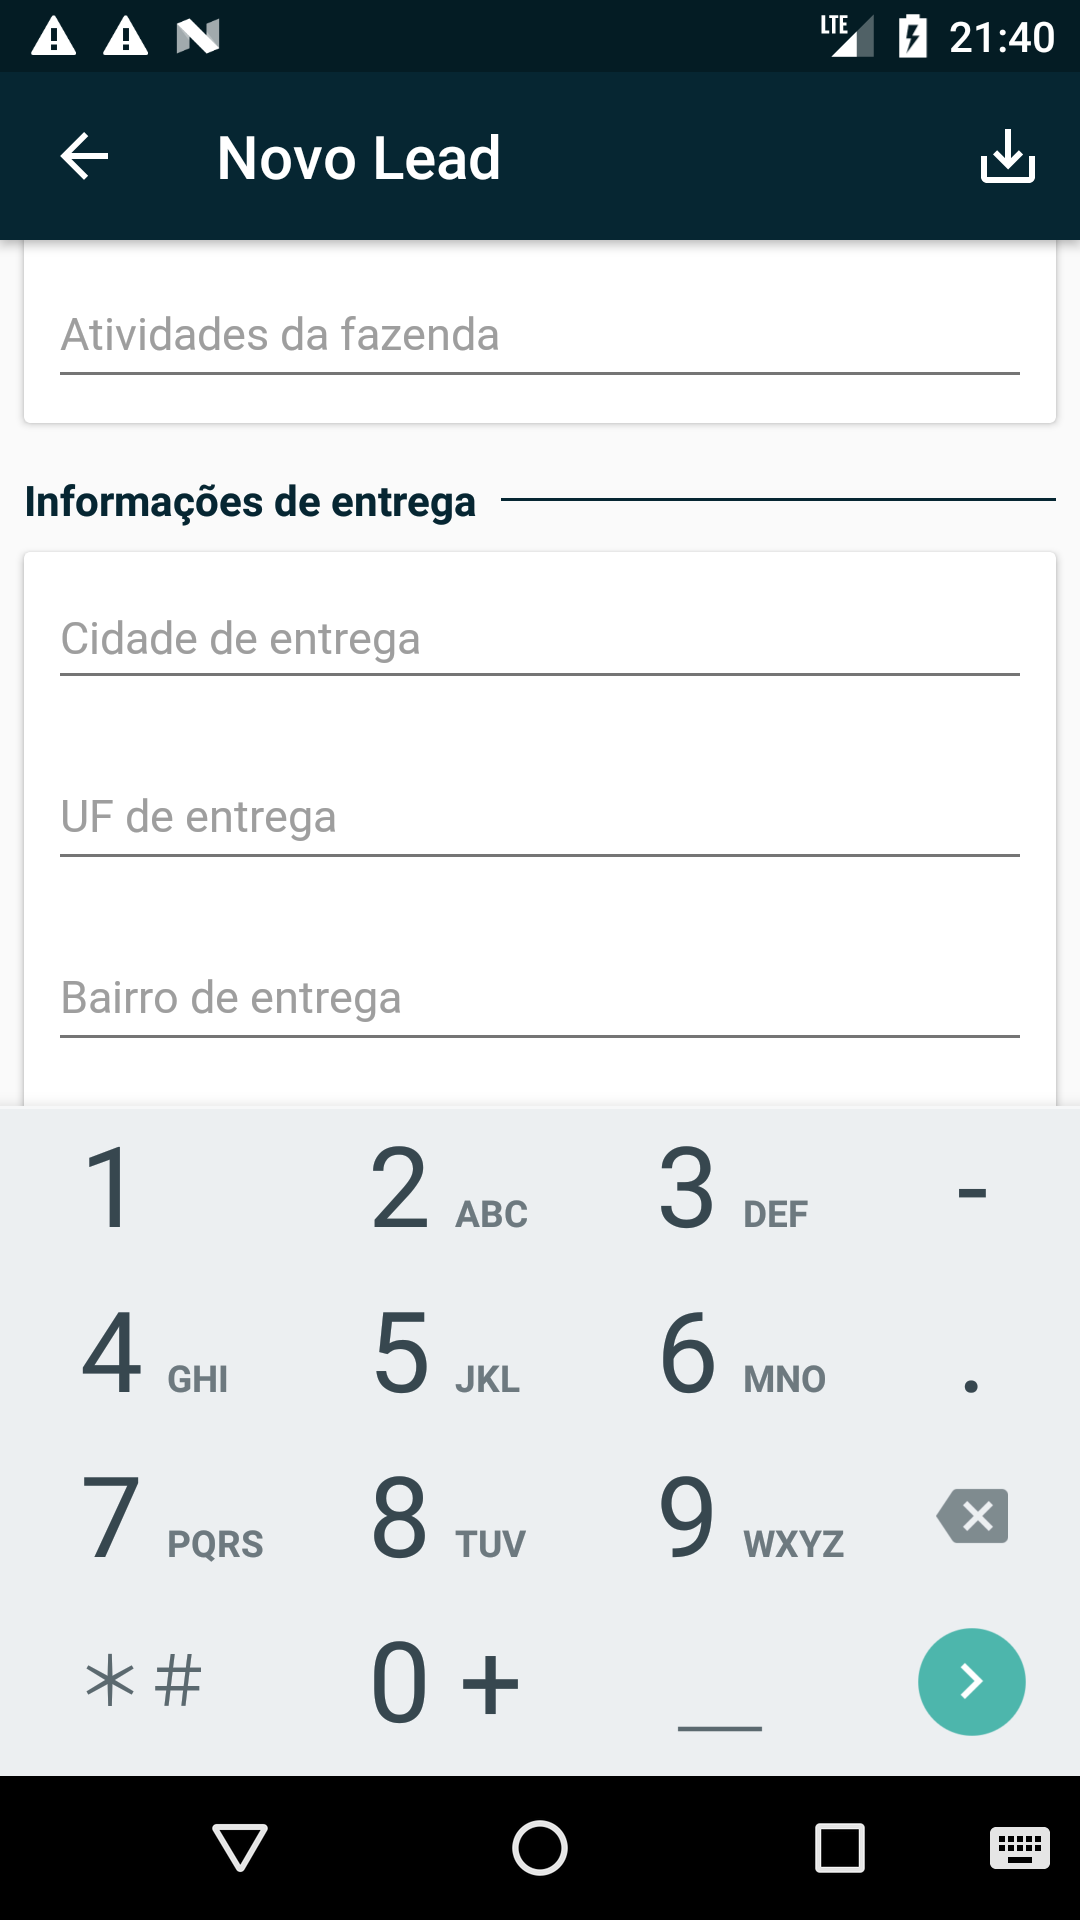 LTE 21:40
Novo Lead
Atividades da fazenda
Informações de entrega
Cidade de entrega
UF de entrega
Bairro de entrega
1 2 ABC 3 DEF -
4 GHI 5 JKL 6 MNO .
7 PQRS 8 TUV 9 WXYZ
* # 0 + _